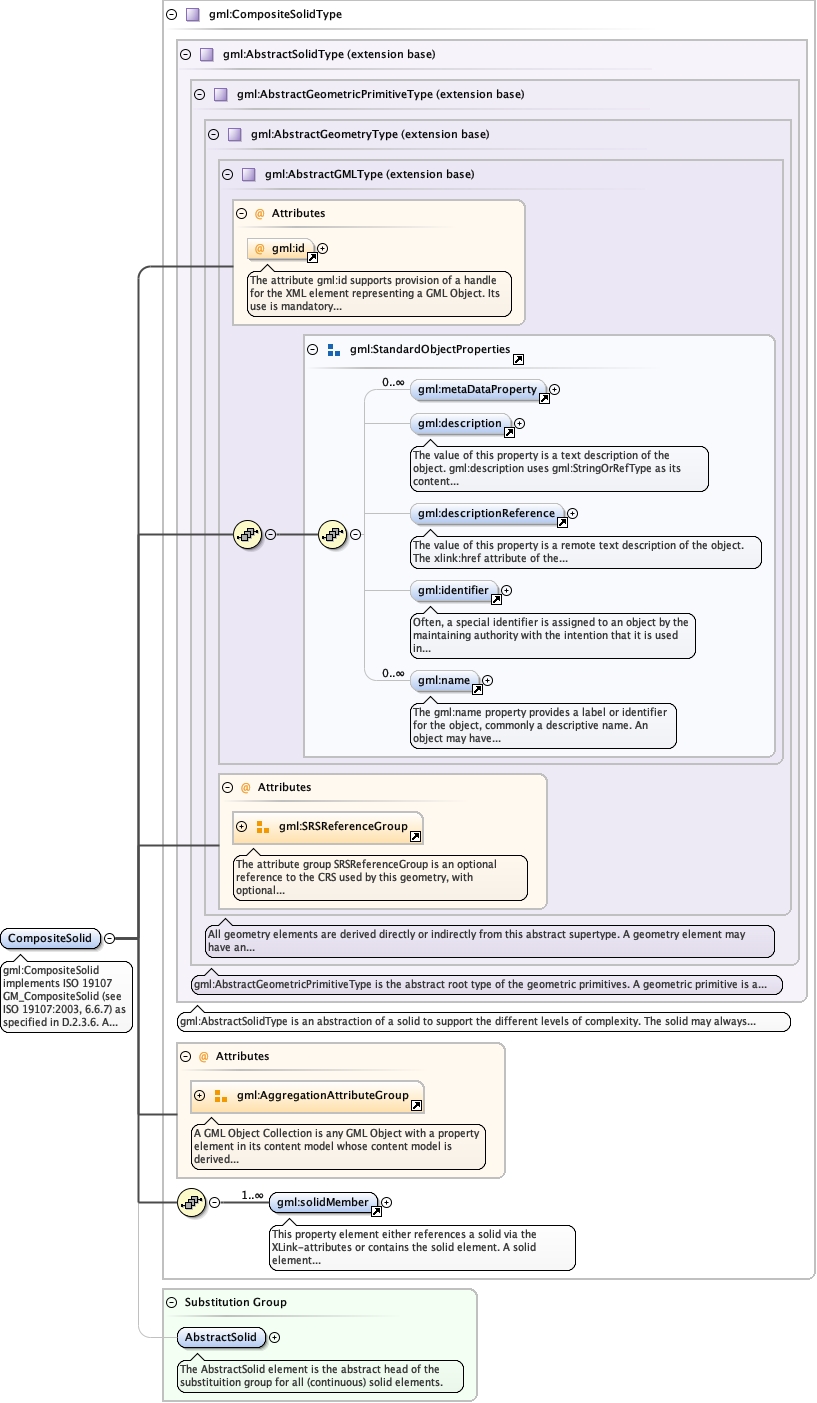 gml:CompositeSolidType
gml:AbstractSolidType (extension base)
gml:AbstractGeometricPrimitiveType (extension base)
gml:AbstractGeometryType (extension base)
gml:AbstractGMLType (extension base)
@ Attributes
@ gml:id
The attribute gml:id supports provision of a handle
for the XML element representing a GML Object. Its
use is mandatory...
gml:StandardObjectProperties
0..∞
gml:metaDataProperty
gml:description
The value of this property is a text description of the
object. gml:description uses gml:StringOrRefType as its
content...
gml:descriptionReference
The value of this property is a remote text description of the object.
The xlink:href attribute of the...
gml:identifier
Often, a special identifier is assigned to an object by the
maintaining authority with the intention that it is used
in...
0..∞
gml:name
The gml:name property provides a label or identifier
for the object, commonly a descriptive name. An
object may have...
@ Attributes
gml:SRSReferenceGroup
The attribute group SRSReferenceGroup is an optional
reference to the CRS used by this geometry, with
optional...
All geometry elements are derived directly or indirectly from this abstract supertype. A geometry element may
have an...
gml:AbstractGeometricPrimitiveType is the abstract root type of the geometric primitives. A geometric primitive is a...
gml:AbstractSolidType is an abstraction of a solid to support the different levels of complexity. The solid may always...
CompositeSolid
gml:CompositeSolid
implements ISO 19107
GM_CompositeSolid (see
ISO 19107:2003, 6.6.7) as
specified in D.2.3.6. A...
@ Attributes
gml:AggregationAttributeGroup
A GML Object Collection is any GML Object with a property
element in its content model whose content model is
derived...
1..∞
gml:solidMember
This property element either references a solid via the
XLink-attributes or contains the solid element. A solid
element...
Substitution Group
AbstractSolid
The AbstractSolid element is the abstract head of the
substituition group for all (continuous) solid elements.